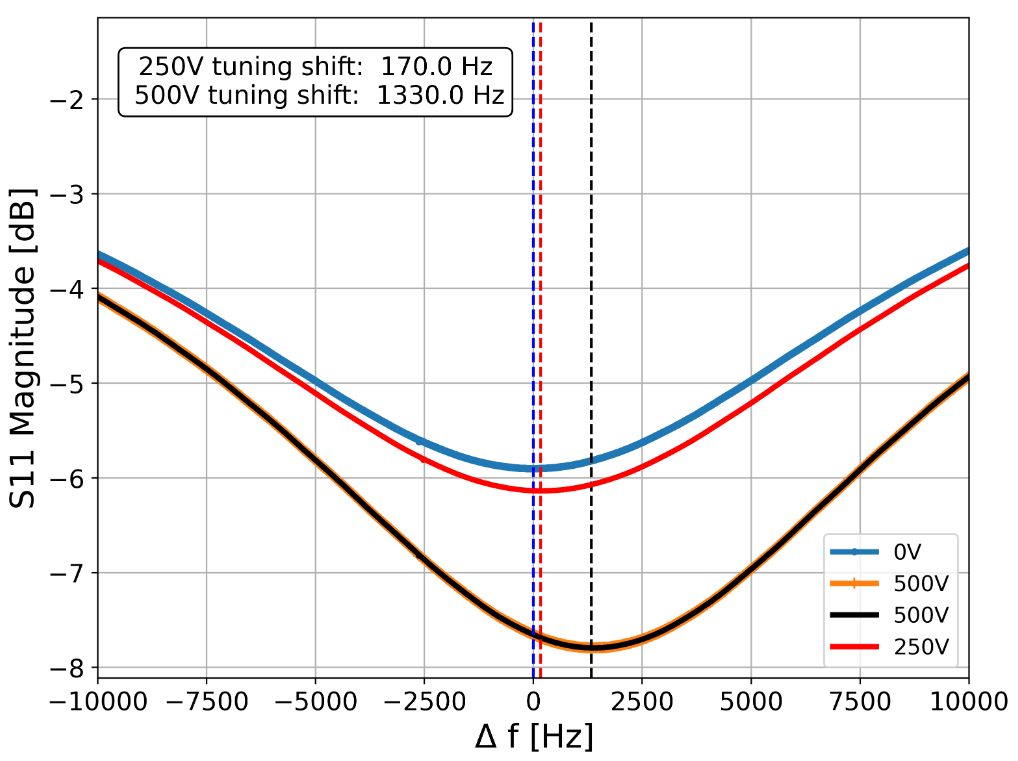 250V tuning shift:  170.0 Hz
500V tuning shift:  1330.0 Hz
S11 Magnitude [dB]
−2
−3
−4
−5
−6
−7
−8
0V
500V
500V
250V
−10000 −7500 −5000 −2500 0 2500 5000 7500 10000
Δ f [Hz]